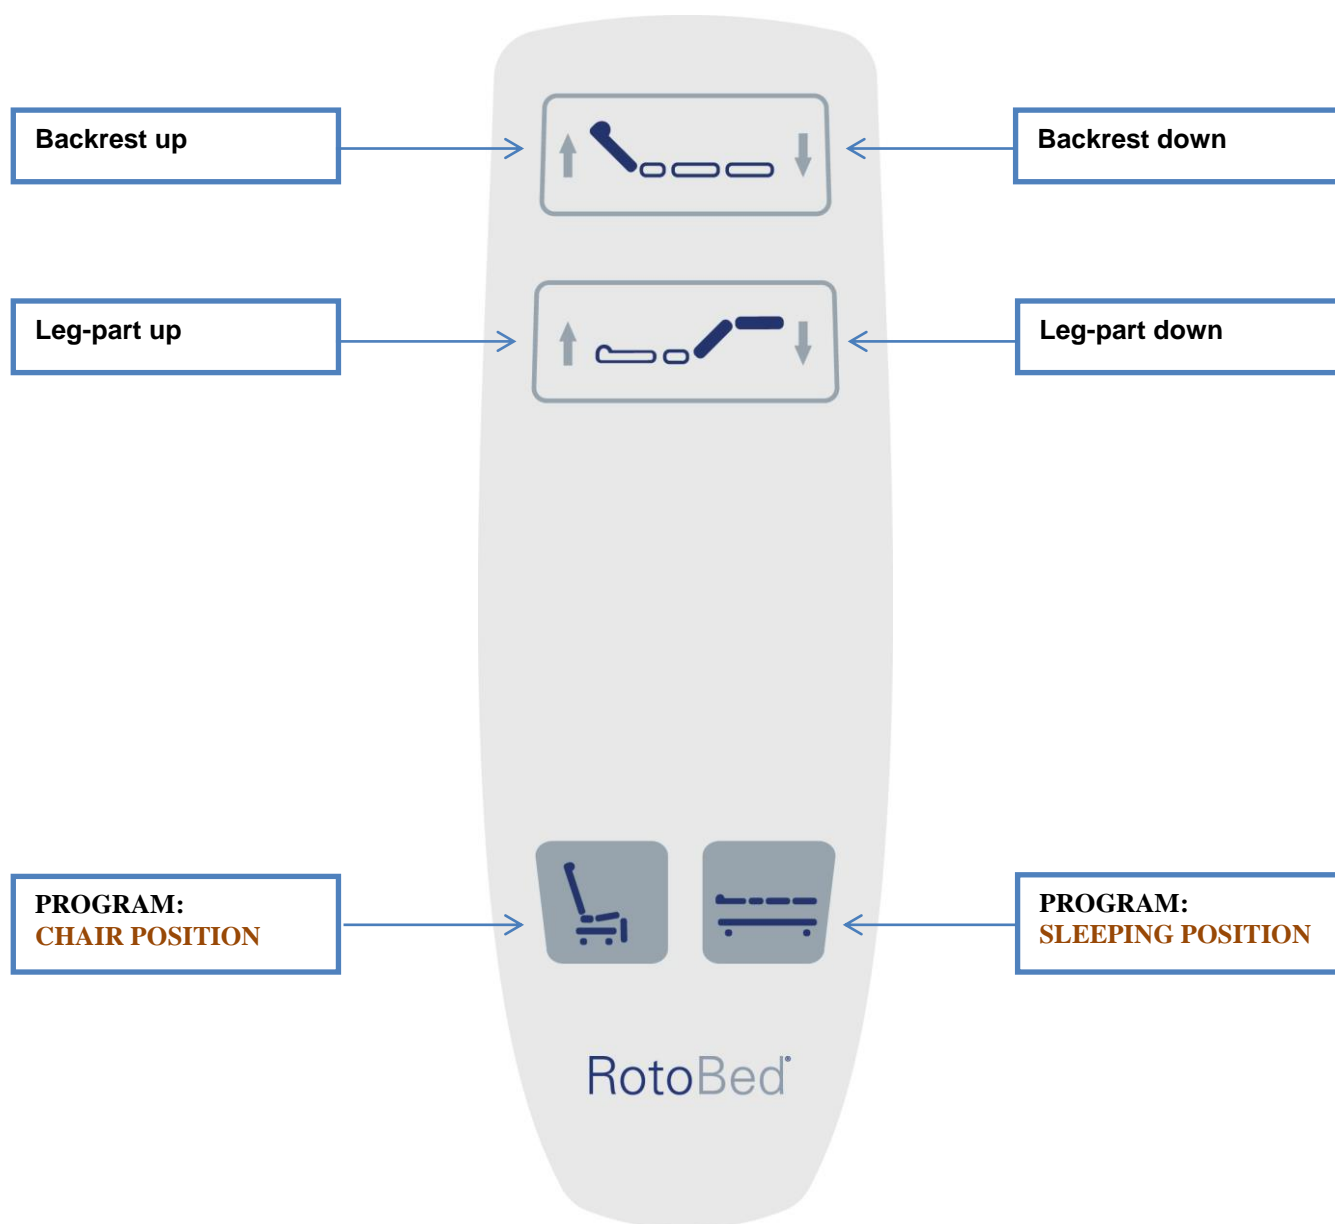 Backrest up
Backrest down
Leg-part up
Leg-part down
PROGRAM:
CHAIR POSITION
PROGRAM:
SLEEPING POSITION
RotoBed®